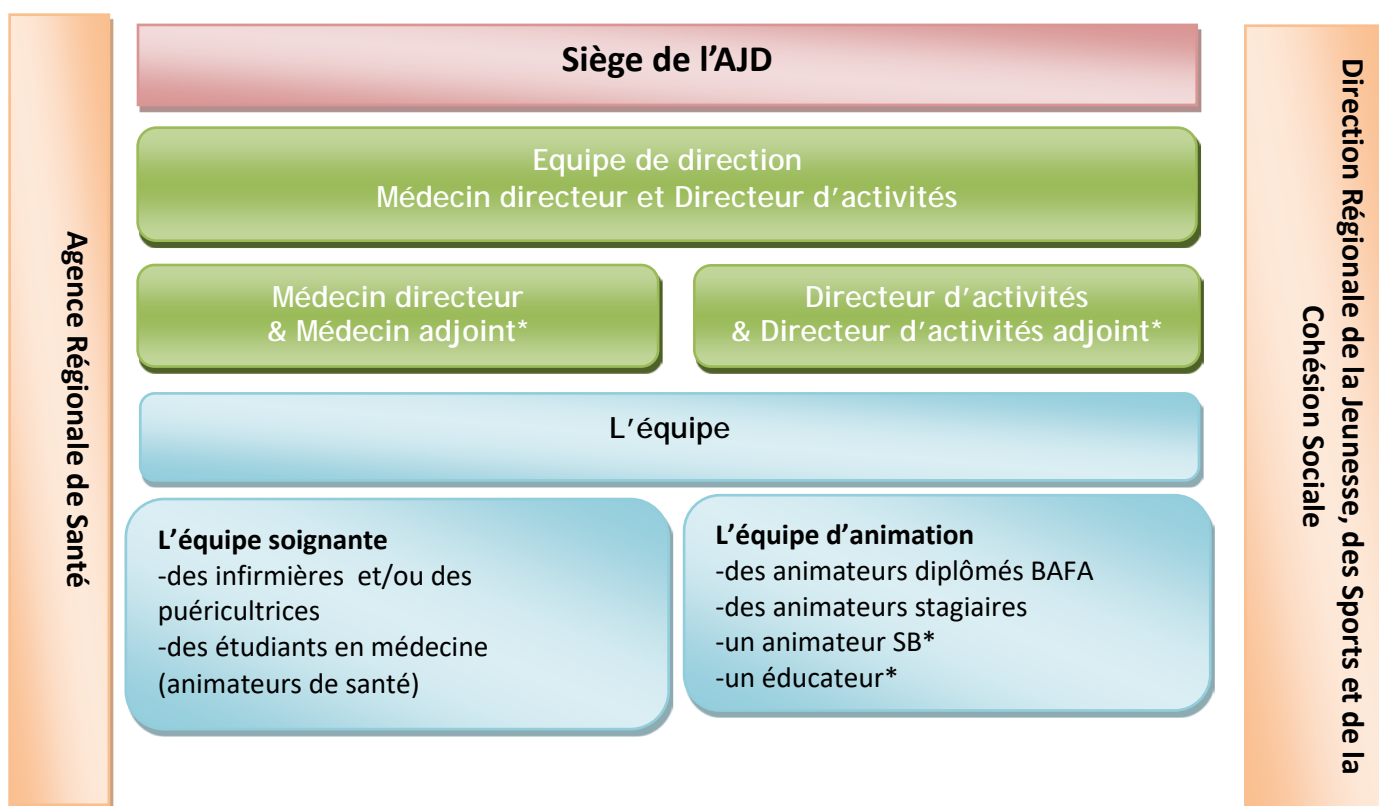 Siège de l'AJD
Equipe de direction
Médecin directeur et Directeur d'activités
Médecin directeur
& Médecin adjoint*
Directeur d'activités
& Directeur d'activités adjoint*
L'équipe
L'équipe soignante
-des infirmières et/ou des
puéricultrices
-des étudiants en médecine
(animateurs de santé)
L'équipe d'animation
-des animateurs diplômés BAFA
-des animateurs stagiaires
-un animateur SB*
-un éducateur*
Agence Régionale de Santé
Direction Régionale de la Jeunesse, des Sports et de la
Cohésion Sociale